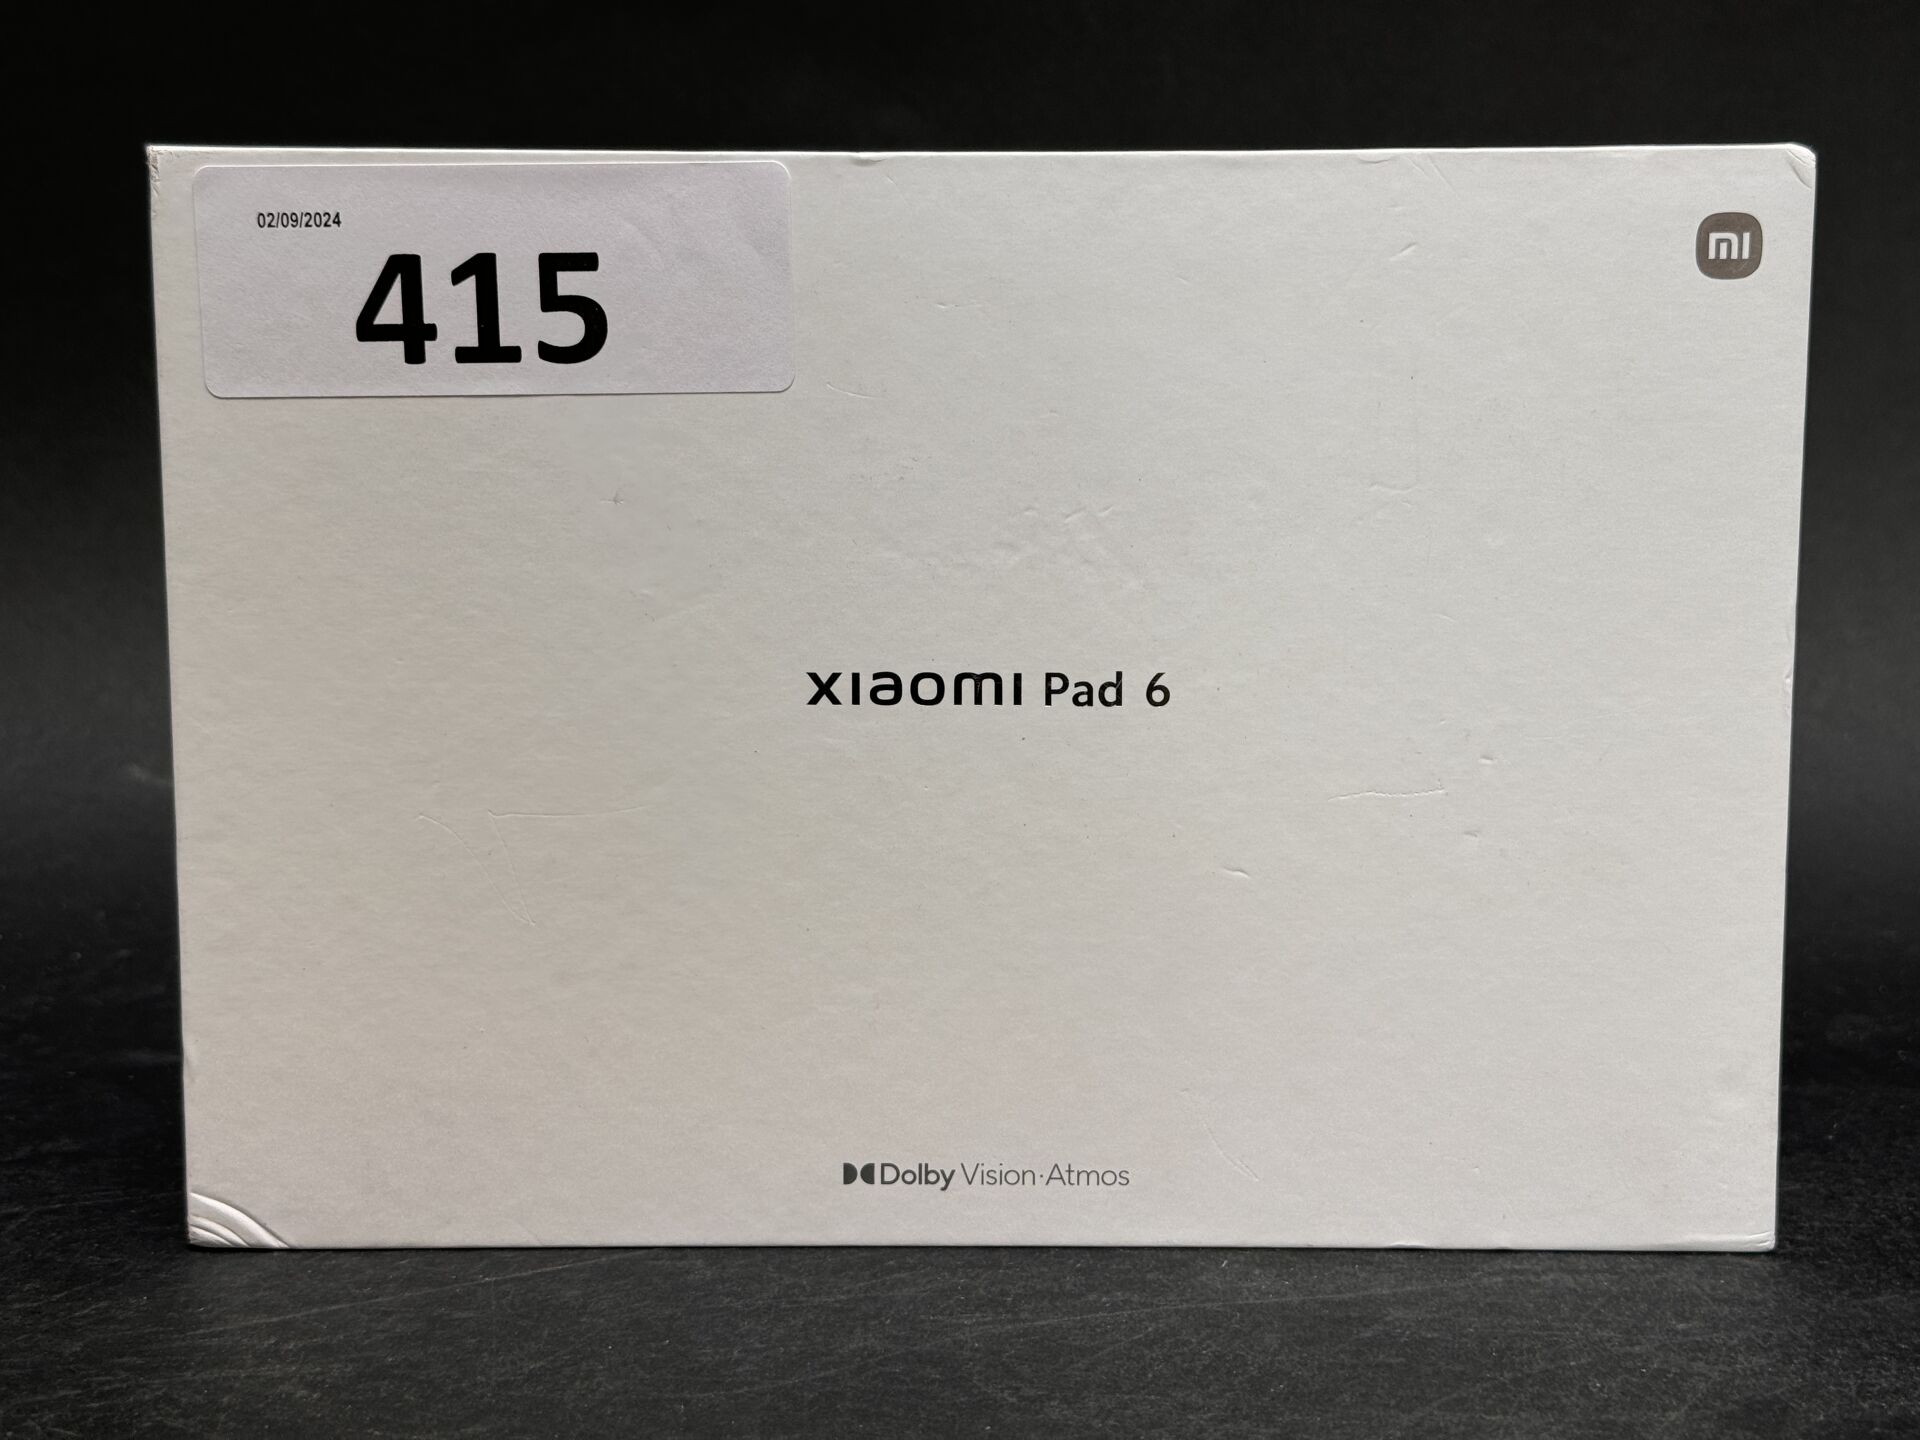 02/09/2024
415
mi
xiaomi Pad 6
Dolby Vision·Atmos